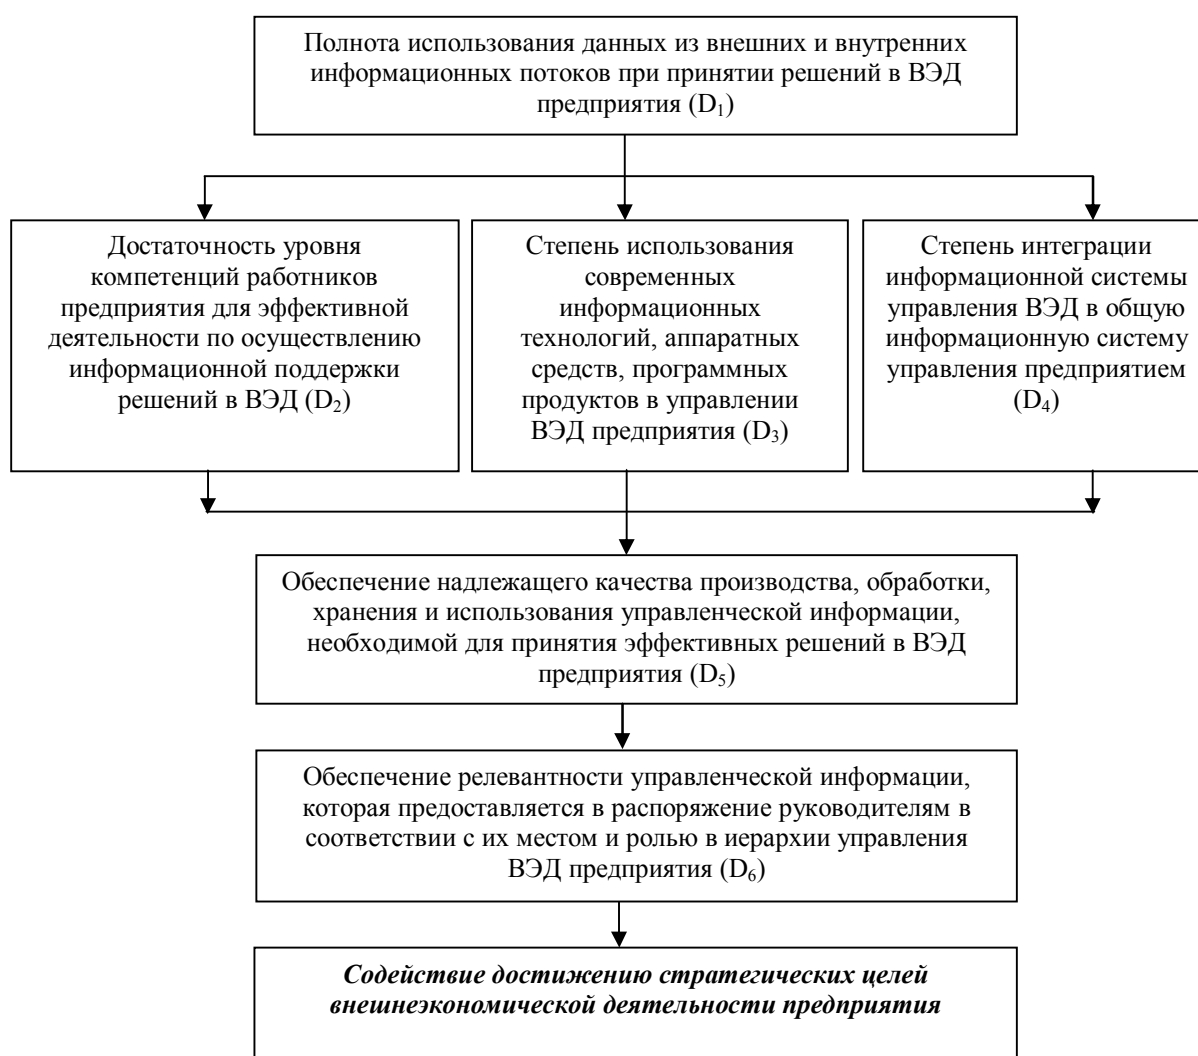 Полнота использования данных из внешних и внутренних
информационных потоков при принятии решений в ВЭД
предприятия (D₁)
Достаточность уровня
компетенций работников
предприятия для эффективной
деятельности по осуществлению
информационной поддержки
решений в ВЭД (D₂)
Степень использования
современных
информационных
технологий, аппаратных
средств, программных
продуктов в управлении
ВЭД предприятия (D₃)
Степень интеграции
информационной системы
управления ВЭД в общую
информационную систему
управления предприятием
(D₄)
Обеспечение надлежащего качества производства, обработки,
хранения и использования управленческой информации,
необходимой для принятия эффективных решений в ВЭД
предприятия (D₅)
Обеспечение релевантности управленческой информации,
которая предоставляется в распоряжение руководителям в
соответствии с их местом и ролью в иерархии управления
ВЭД предприятия (D₆)
Содействие достижению стратегических целей
внешнеэкономической деятельности предприятия